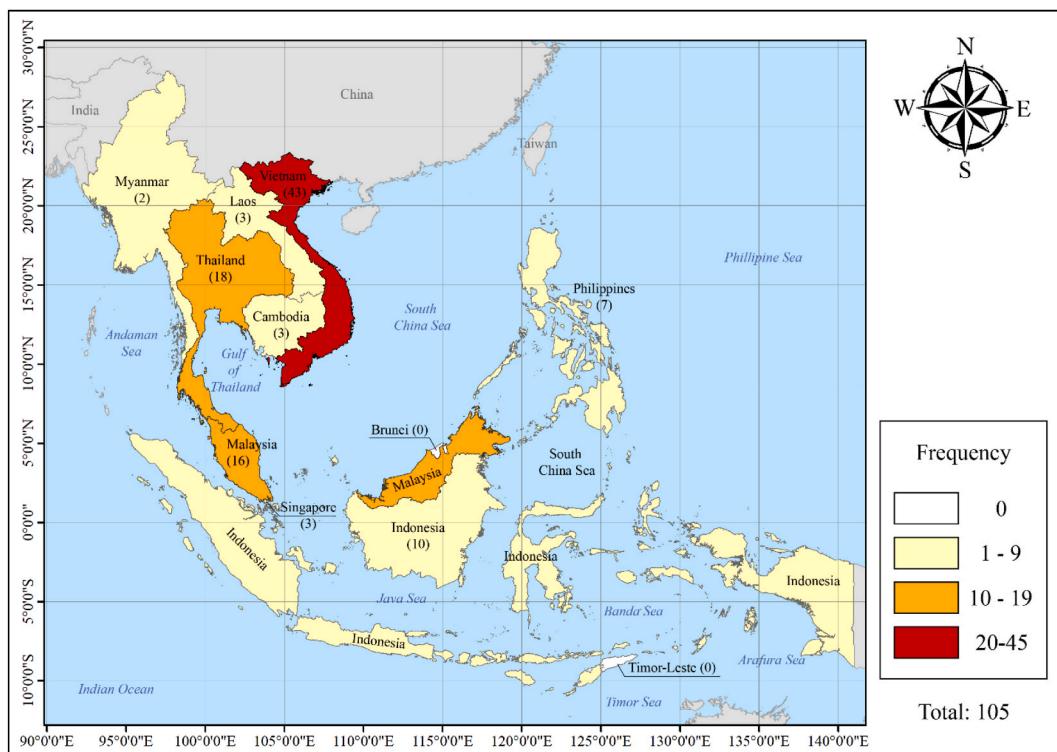 N
W
E
S
30°0'0"N
25°0'0"N
20°0'0"N
15°0'0"N
10°0'0"N
5°0'0"N
0°0'0"
5°0'0"S
10°0'0"S
India
China
Taiwan
Myanmar
(2)
Vietnam
(43)
Laos
(3)
Thailand
(18)
Cambodia
(3)
Philippines
(7)
Phillipine Sea
South
China Sea
Andaman
Sea
Gulf
of
Thailand
Malaysia
(16)
Brunei (0)
Malaysia
South
China Sea
Singapore
(3)
Indonesia
Indonesia
(10)
Indonesia
Indonesia
Java Sea
Banda Sea
Indonesia
Timor-Leste (0)
Arafura Sea
Indian Ocean
Timor Sea
90°0'0"E
95°0'0"E
100°0'0"E
105°0'0"E
110°0'0"E
115°0'0"E
120°0'0"E
125°0'0"E
130°0'0"E
135°0'0"E
140°0'0"E
Frequency
0
1 - 9
10 - 19
20-45
Total: 105